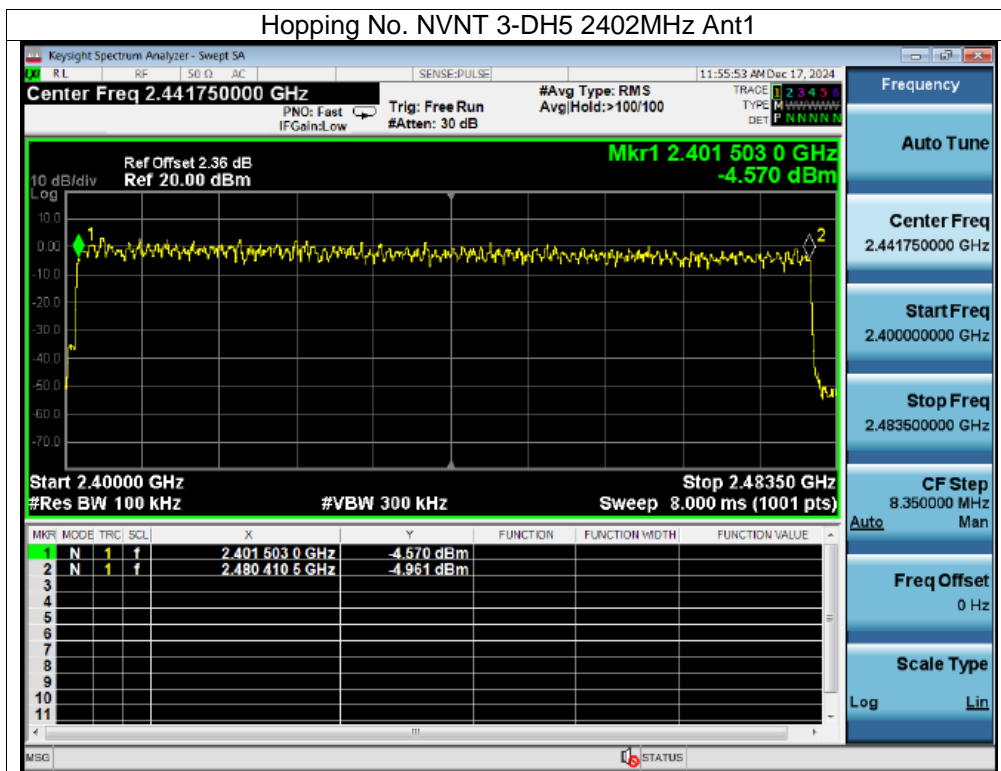 Hopping No. NVNT 3-DH5 2402MHz Ant1
Keysight Spectrum Analyzer - Swept SA
RL RF 50 Ω AC SENSE:PULSE 11:55:53 AM Dec 17, 2024
Center Freq 2.441750000 GHz
PNO: Fast
IFGain:Low
Trig: Free Run
#Atten: 30 dB
#Avg Type: RMS
Avg|Hold:>100/100
TRACE 1 2 3 4 5 6
TYPE M WWWWW
DET P N N N N N
Ref Offset 2.36 dB
10 dB/div Ref 20.00 dBm
Log
Mkr1 2.401 503 0 GHz
-4.570 dBm
10.0
0.00
-10.0
-20.0
-30.0
-40.0
-50.0
-60.0
-70.0
1
2
Start 2.40000 GHz Stop 2.48350 GHz
#Res BW 100 kHz #VBW 300 kHz Sweep 8.000 ms (1001 pts)
MKR MODE TRC SCL X Y FUNCTION FUNCTION WIDTH FUNCTION VALUE
1 N 1 f 2.401 503 0 GHz -4.570 dBm
2 N 1 f 2.480 410 5 GHz -4.961 dBm
3
4
5
6
7
8
9
10
11
MSG STATUS
Frequency
Auto Tune
Center Freq
2.441750000 GHz
Start Freq
2.400000000 GHz
Stop Freq
2.483500000 GHz
CF Step
8.350000 MHz
Auto Man
Freq Offset
0 Hz
Scale Type
Log Lin